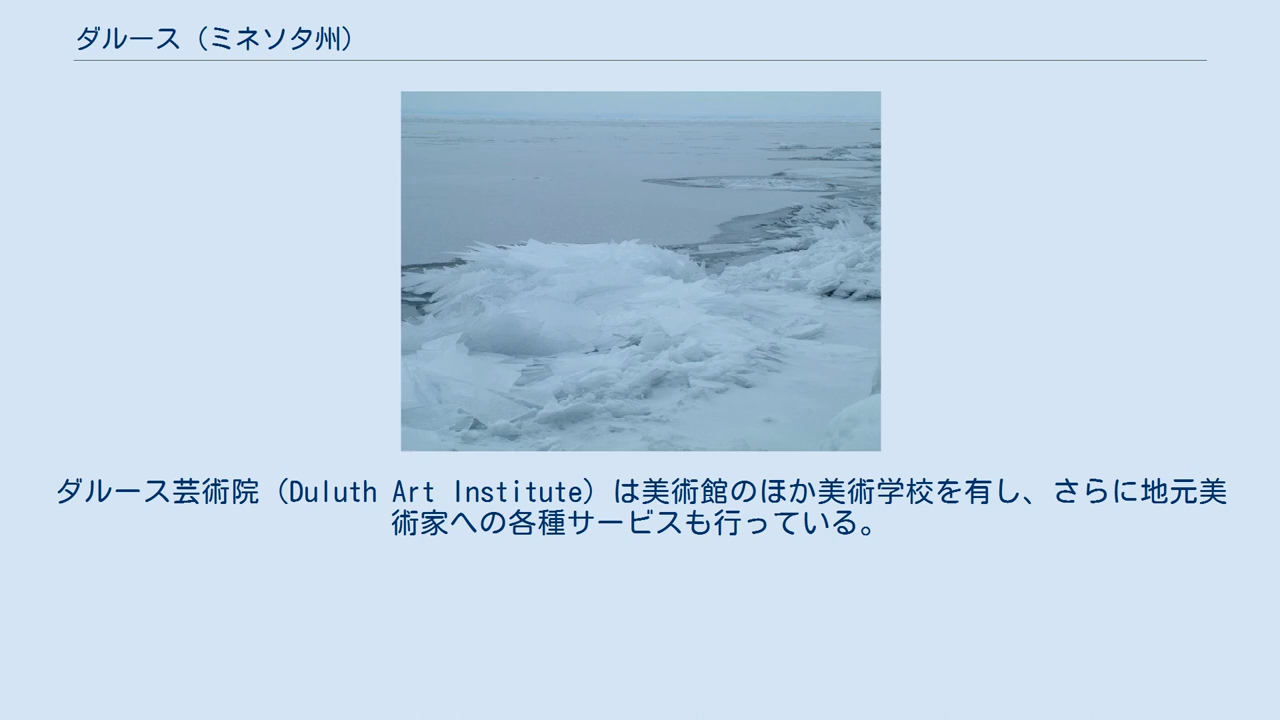 ダルース（ミネソタ州）
ダルース芸術院（Duluth Art Institute）は美術館のほか美術学校を有し、さらに地元美
術家への各種サービスも行っている。